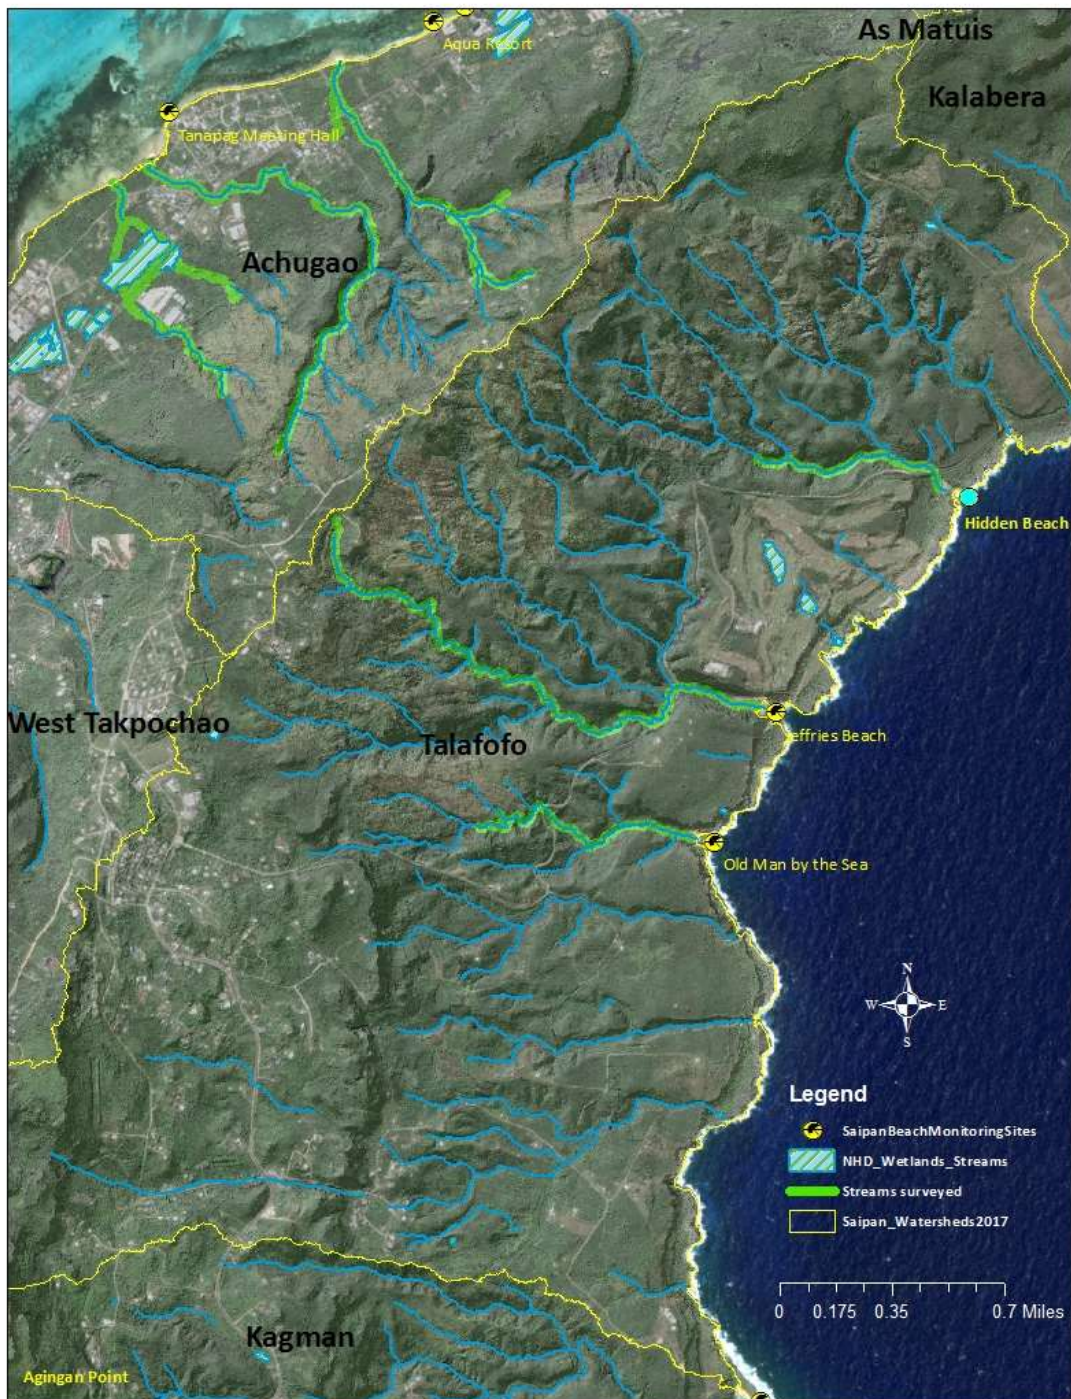 As Matuis
Aqua Resort
Kalabera
Tanapag Meeting Hall
Achugao
Hidden Beach
West Takpochao
Talafofo
Jeffries Beach
Old Man by the Sea
N
W E
S
Legend
SaipanBeachMonitoringSites
NHD_Wetlands_Streams
Streams surveyed
Saipan_Watersheds2017
0 0.175 0.35 0.7 Miles
Kagman
Agingan Point